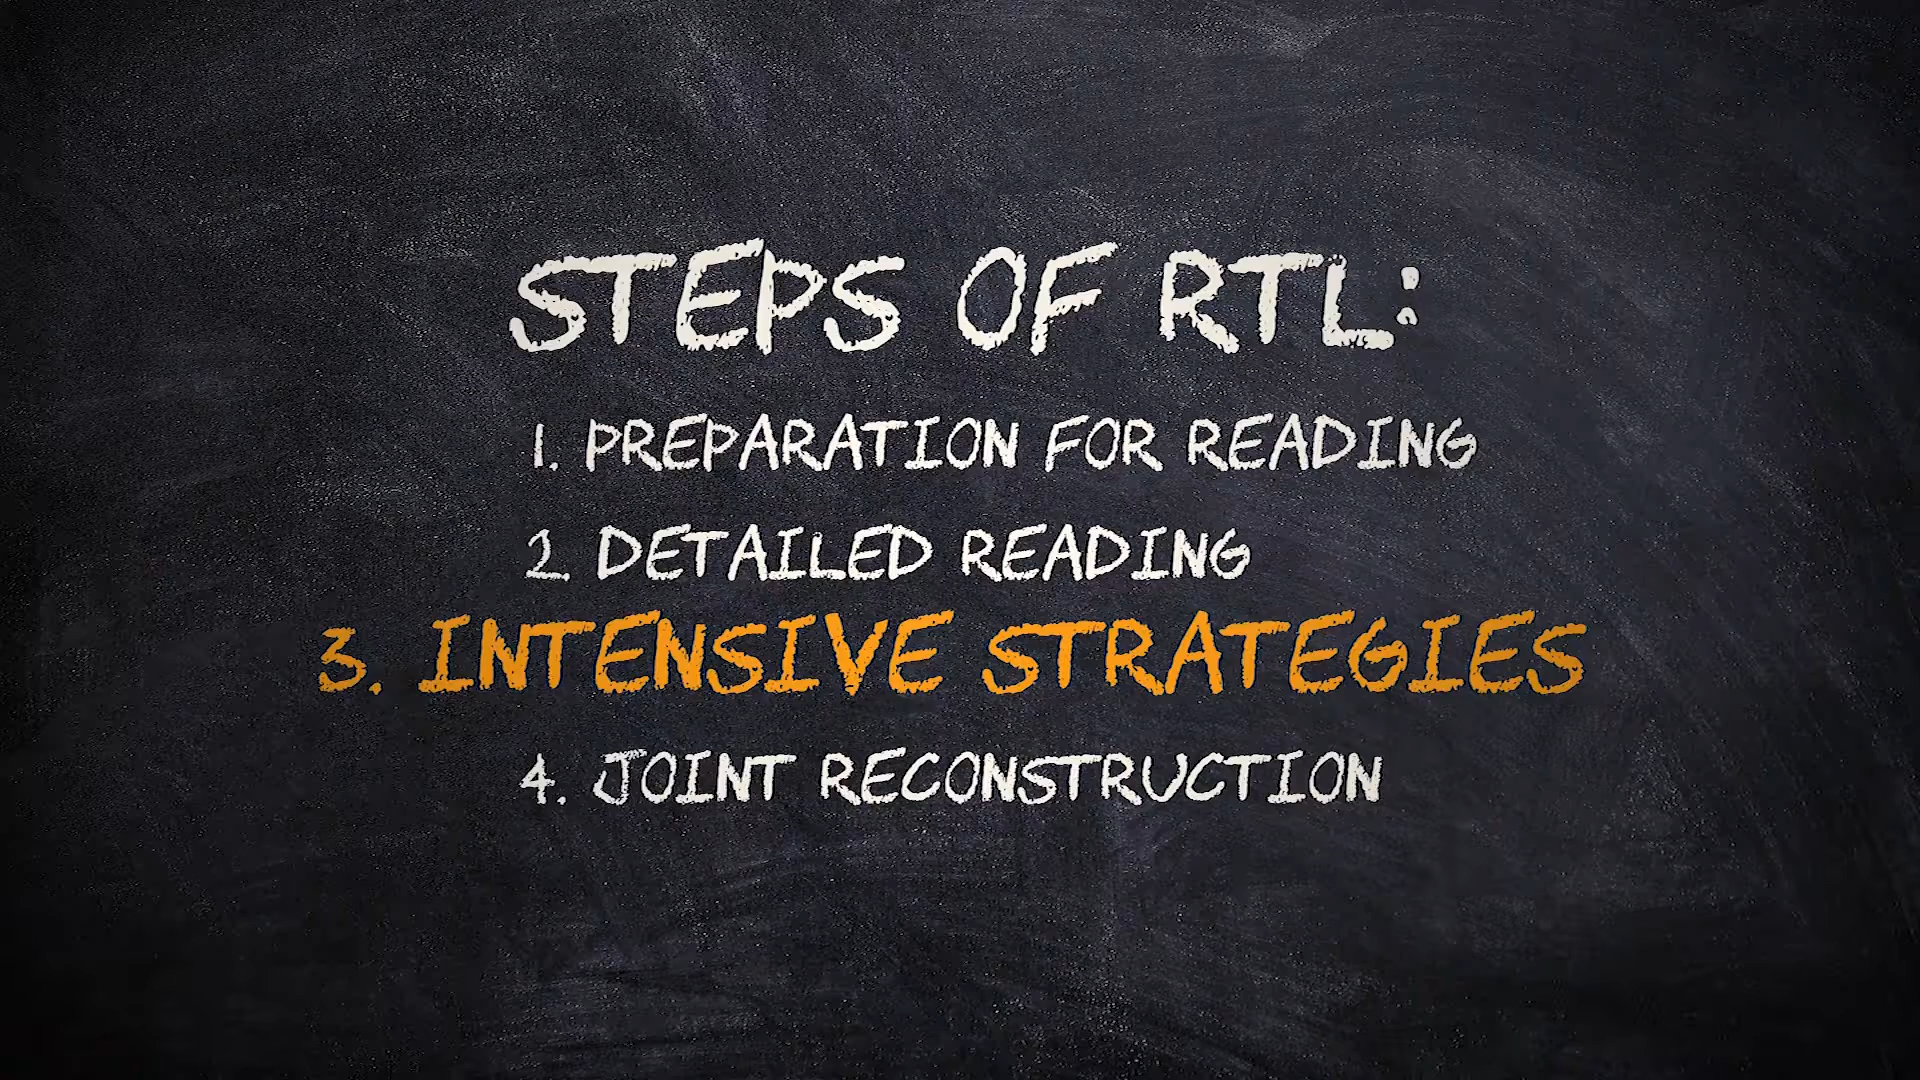 STEPS OF RTL:
1. PREPARATION FOR READING
2. DETAILED READING
3. INTENSIVE STRATEGIES
4. JOINT RECONSTRUCTION